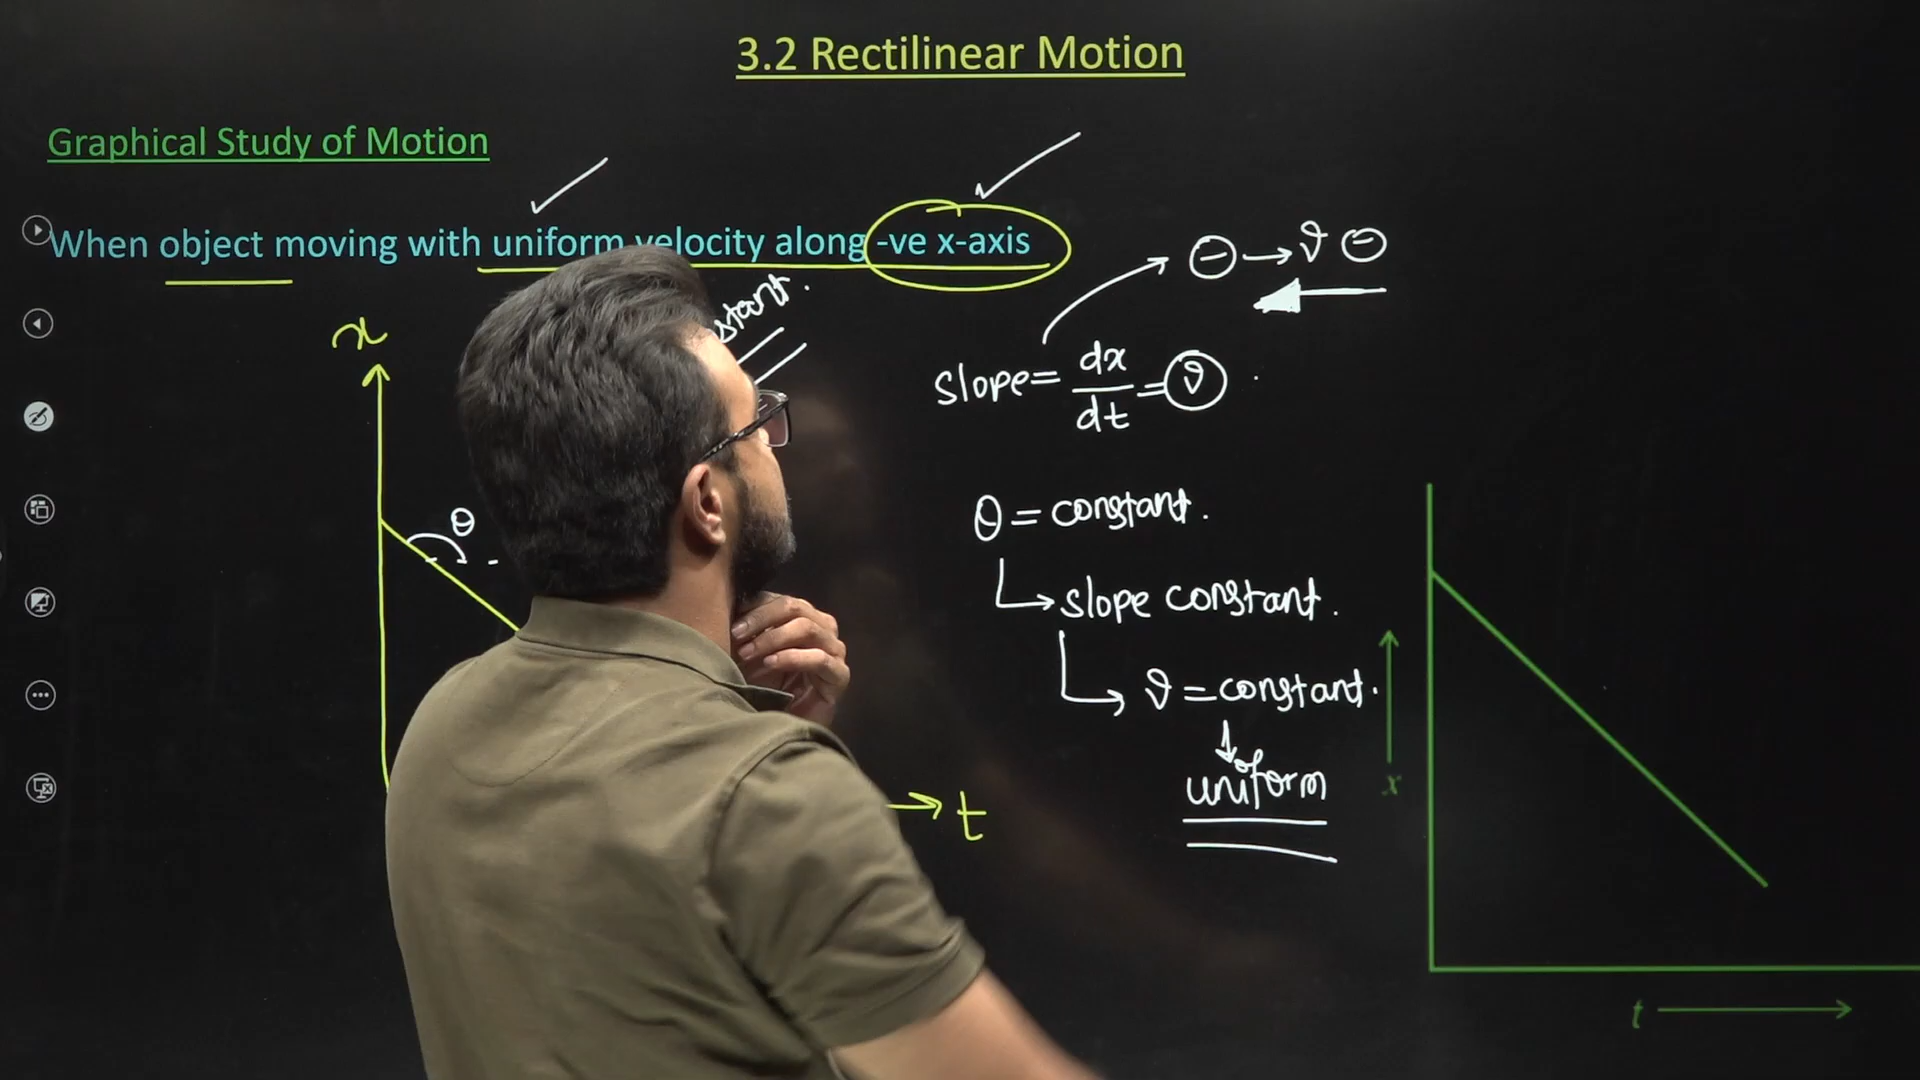 3.2 Rectilinear Motion
Graphical Study of Motion
When object moving with uniform velocity along -ve x-axis
⊖ → v ⊖
stant.
x
slope = dx/dt = v
θ
θ = constant.
slope constant.
v = constant.
uniform
x
t
t